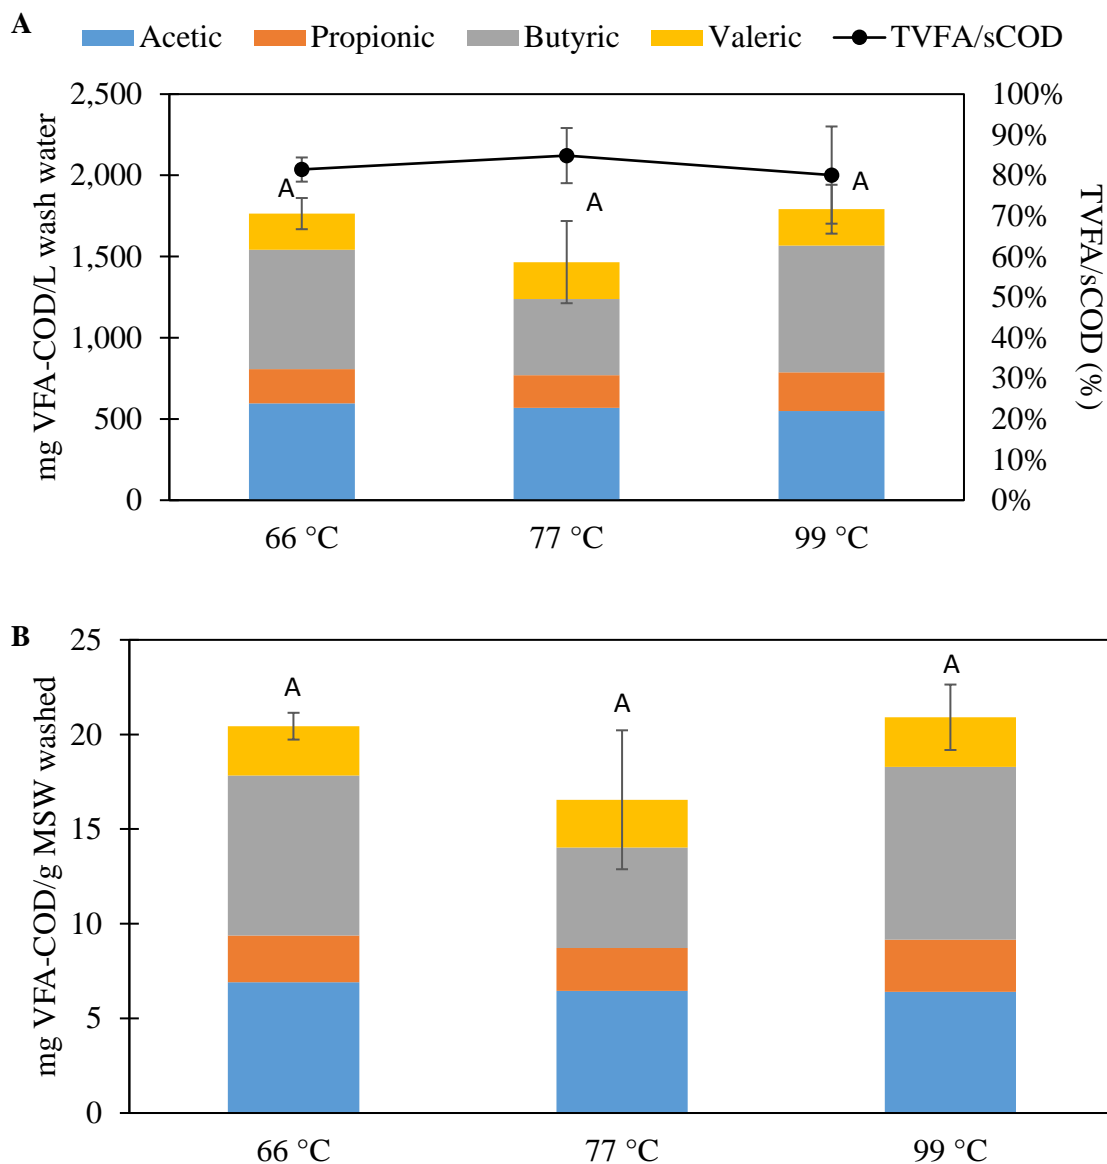 A
Acetic Propionic Butyric Valeric TVFA/sCOD
mg VFA-COD/L wash water
2,500
2,000
1,500
1,000
500
0
A
A
A
100%
90%
80%
70%
60%
50%
40%
30%
20%
10%
0%
TVFA/sCOD (%)
66 °C 77 °C 99 °C
B
mg VFA-COD/g MSW washed
25
20
15
10
5
0
A
A
A
66 °C 77 °C 99 °C